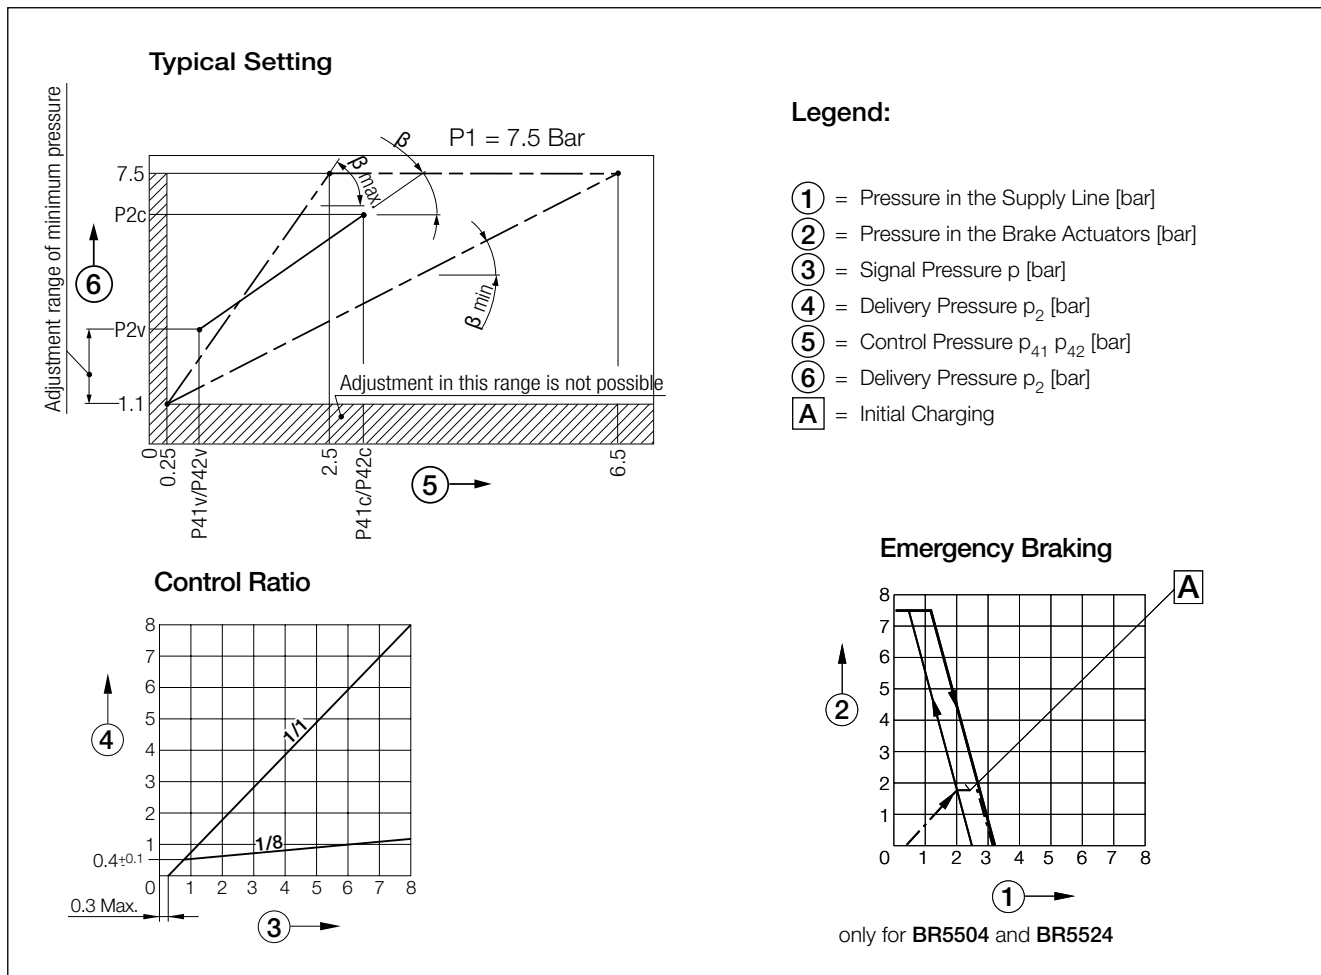 Typical Setting
Adjustment range of minimum pressure
β
P1 = 7.5 Bar
β max
7.5
P2c
6
P2v
β min
Adjustment in this range is not possible
1.1
0
0.25
P41v/P42v
2.5
P41c/P42c
6.5
5
Legend:
1 = Pressure in the Supply Line [bar]
2 = Pressure in the Brake Actuators [bar]
3 = Signal Pressure p [bar]
4 = Delivery Pressure p₂ [bar]
5 = Control Pressure p₄₁ p₄₂ [bar]
6 = Delivery Pressure p₂ [bar]
A = Initial Charging
Control Ratio
8
7
6
5
4
3
2
1
4
1/1
1/8
0.4±0.1
0 1 2 3 4 5 6 7 8
0.3 Max.
3
Emergency Braking
A
8
7
6
5
4
3
2
1
2
0 1 2 3 4 5 6 7 8
1
only for BR5504 and BR5524